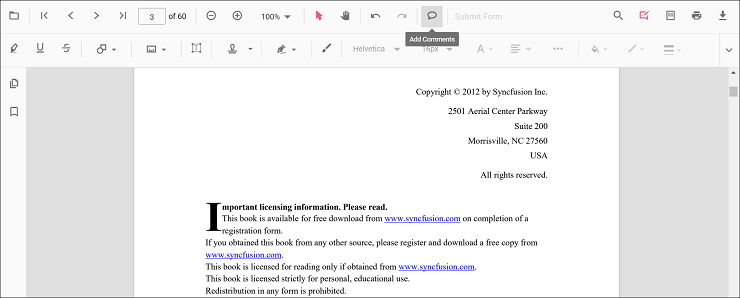 3 of 60 100% Submit Form
Add Comments
Helvetica 16px A
Copyright © 2012 by Syncfusion Inc.
2501 Aerial Center Parkway
Suite 200
Morrisville, NC 27560
USA
All rights reserved.
Important licensing information. Please read.
This book is available for free download from www.syncfusion.com on completion of a
registration form.
If you obtained this book from any other source, please register and download a free copy from
www.syncfusion.com.
This book is licensed for reading only if obtained from www.syncfusion.com.
This book is licensed strictly for personal, educational use.
Redistribution in any form is prohibited.